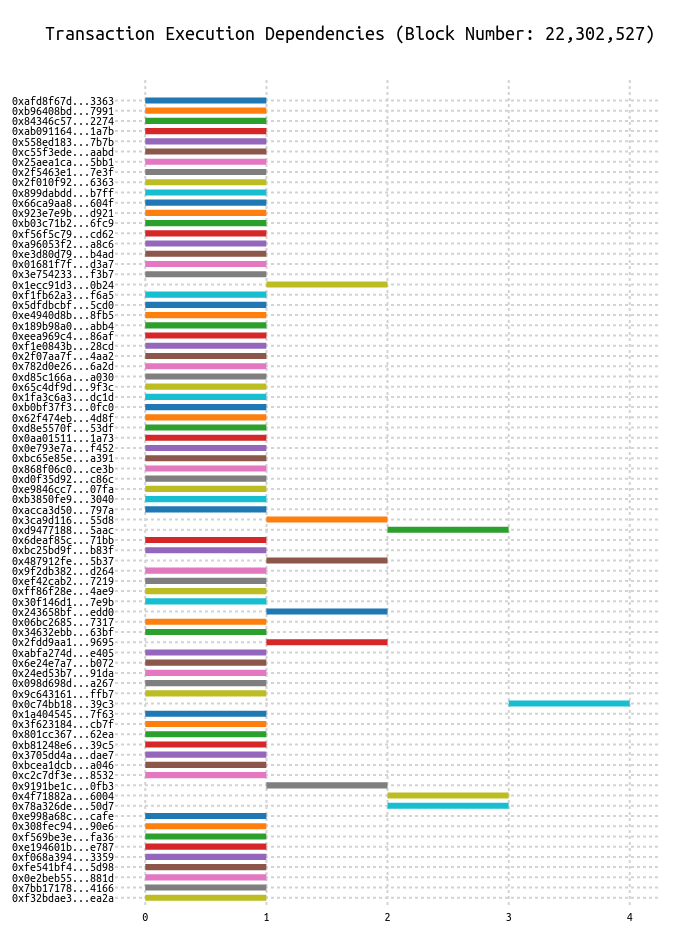 Transaction Execution Dependencies (Block Number: 22,302,527)
0xafd8f67d...3363
0xb96408bd...7991
0x84346c57...2274
0xab091164...1a7b
0x558ed183...7b7b
0xc55f3ede...aabd
0x25aea1ca...5bb1
0x2f5463e1...7e3f
0x2f010f92...6363
0x899dabdd...b7ff
0x66ca9aa8...604f
0x923e7e9b...d921
0xb03c71b2...6fc9
0xf56f5c79...cd62
0xa96053f2...a8c6
0xe3d80d79...b4ad
0x01681f7f...d3a7
0x3e754233...f3b7
0x1ecc91d3...0b24
0xf1fb62a3...f6a5
0x5dfdbcbf...5cd0
0xe4940d8b...8fb5
0x189b98a0...abb4
0xeea969c4...86af
0xf1e0843b...28cd
0x2f07aa7f...4aa2
0x782d0e26...6a2d
0xd85c166a...a030
0x65c4df9d...9f3c
0x1fa3c6a3...dc1d
0xb0bf37f3...0fc0
0x62f474eb...4d8f
0xd8e5570f...53df
0x0aa01511...1a73
0x0e793e7a...f452
0xbc65e85e...a391
0x868f06c0...ce3b
0xd0f35d92...c86c
0xe9846cc7...07fa
0xb3850fe9...3040
0xacca3d50...797a
0x3ca9d116...55d8
0xd9477188...5aac
0x6deaf85c...71bb
0xbc25bd9f...b83f
0x487912fe...5b37
0x9f2db382...d264
0xef42cab2...7219
0xff86f28e...4ae9
0x30f146d1...7e9b
0x243658bf...edd0
0x06bc2685...7317
0x34632ebb...63bf
0x2fdd9aa1...9695
0xabfa274d...e405
0x6e24e7a7...b072
0x24ed53b7...91da
0x098d698d...a267
0x9c643161...ffb7
0x0c74bb18...39c3
0x1a404545...7f63
0x3f623184...cb7f
0x801cc367...62ea
0xb81248e6...39c5
0x3705dd4a...dae7
0xbcea1dcb...a046
0xc2c7df3e...8532
0x9191be1c...0fb3
0x4f71882a...6004
0x78a326de...50d7
0xe998a68c...cafe
0x308fec94...90e6
0xf569be3e...fa36
0xe194601b...e787
0xf068a394...3359
0xfe541bf4...5d98
0x0e2beb55...881d
0x7bb17178...4166
0xf32bdae3...ea2a
0 1 2 3 4